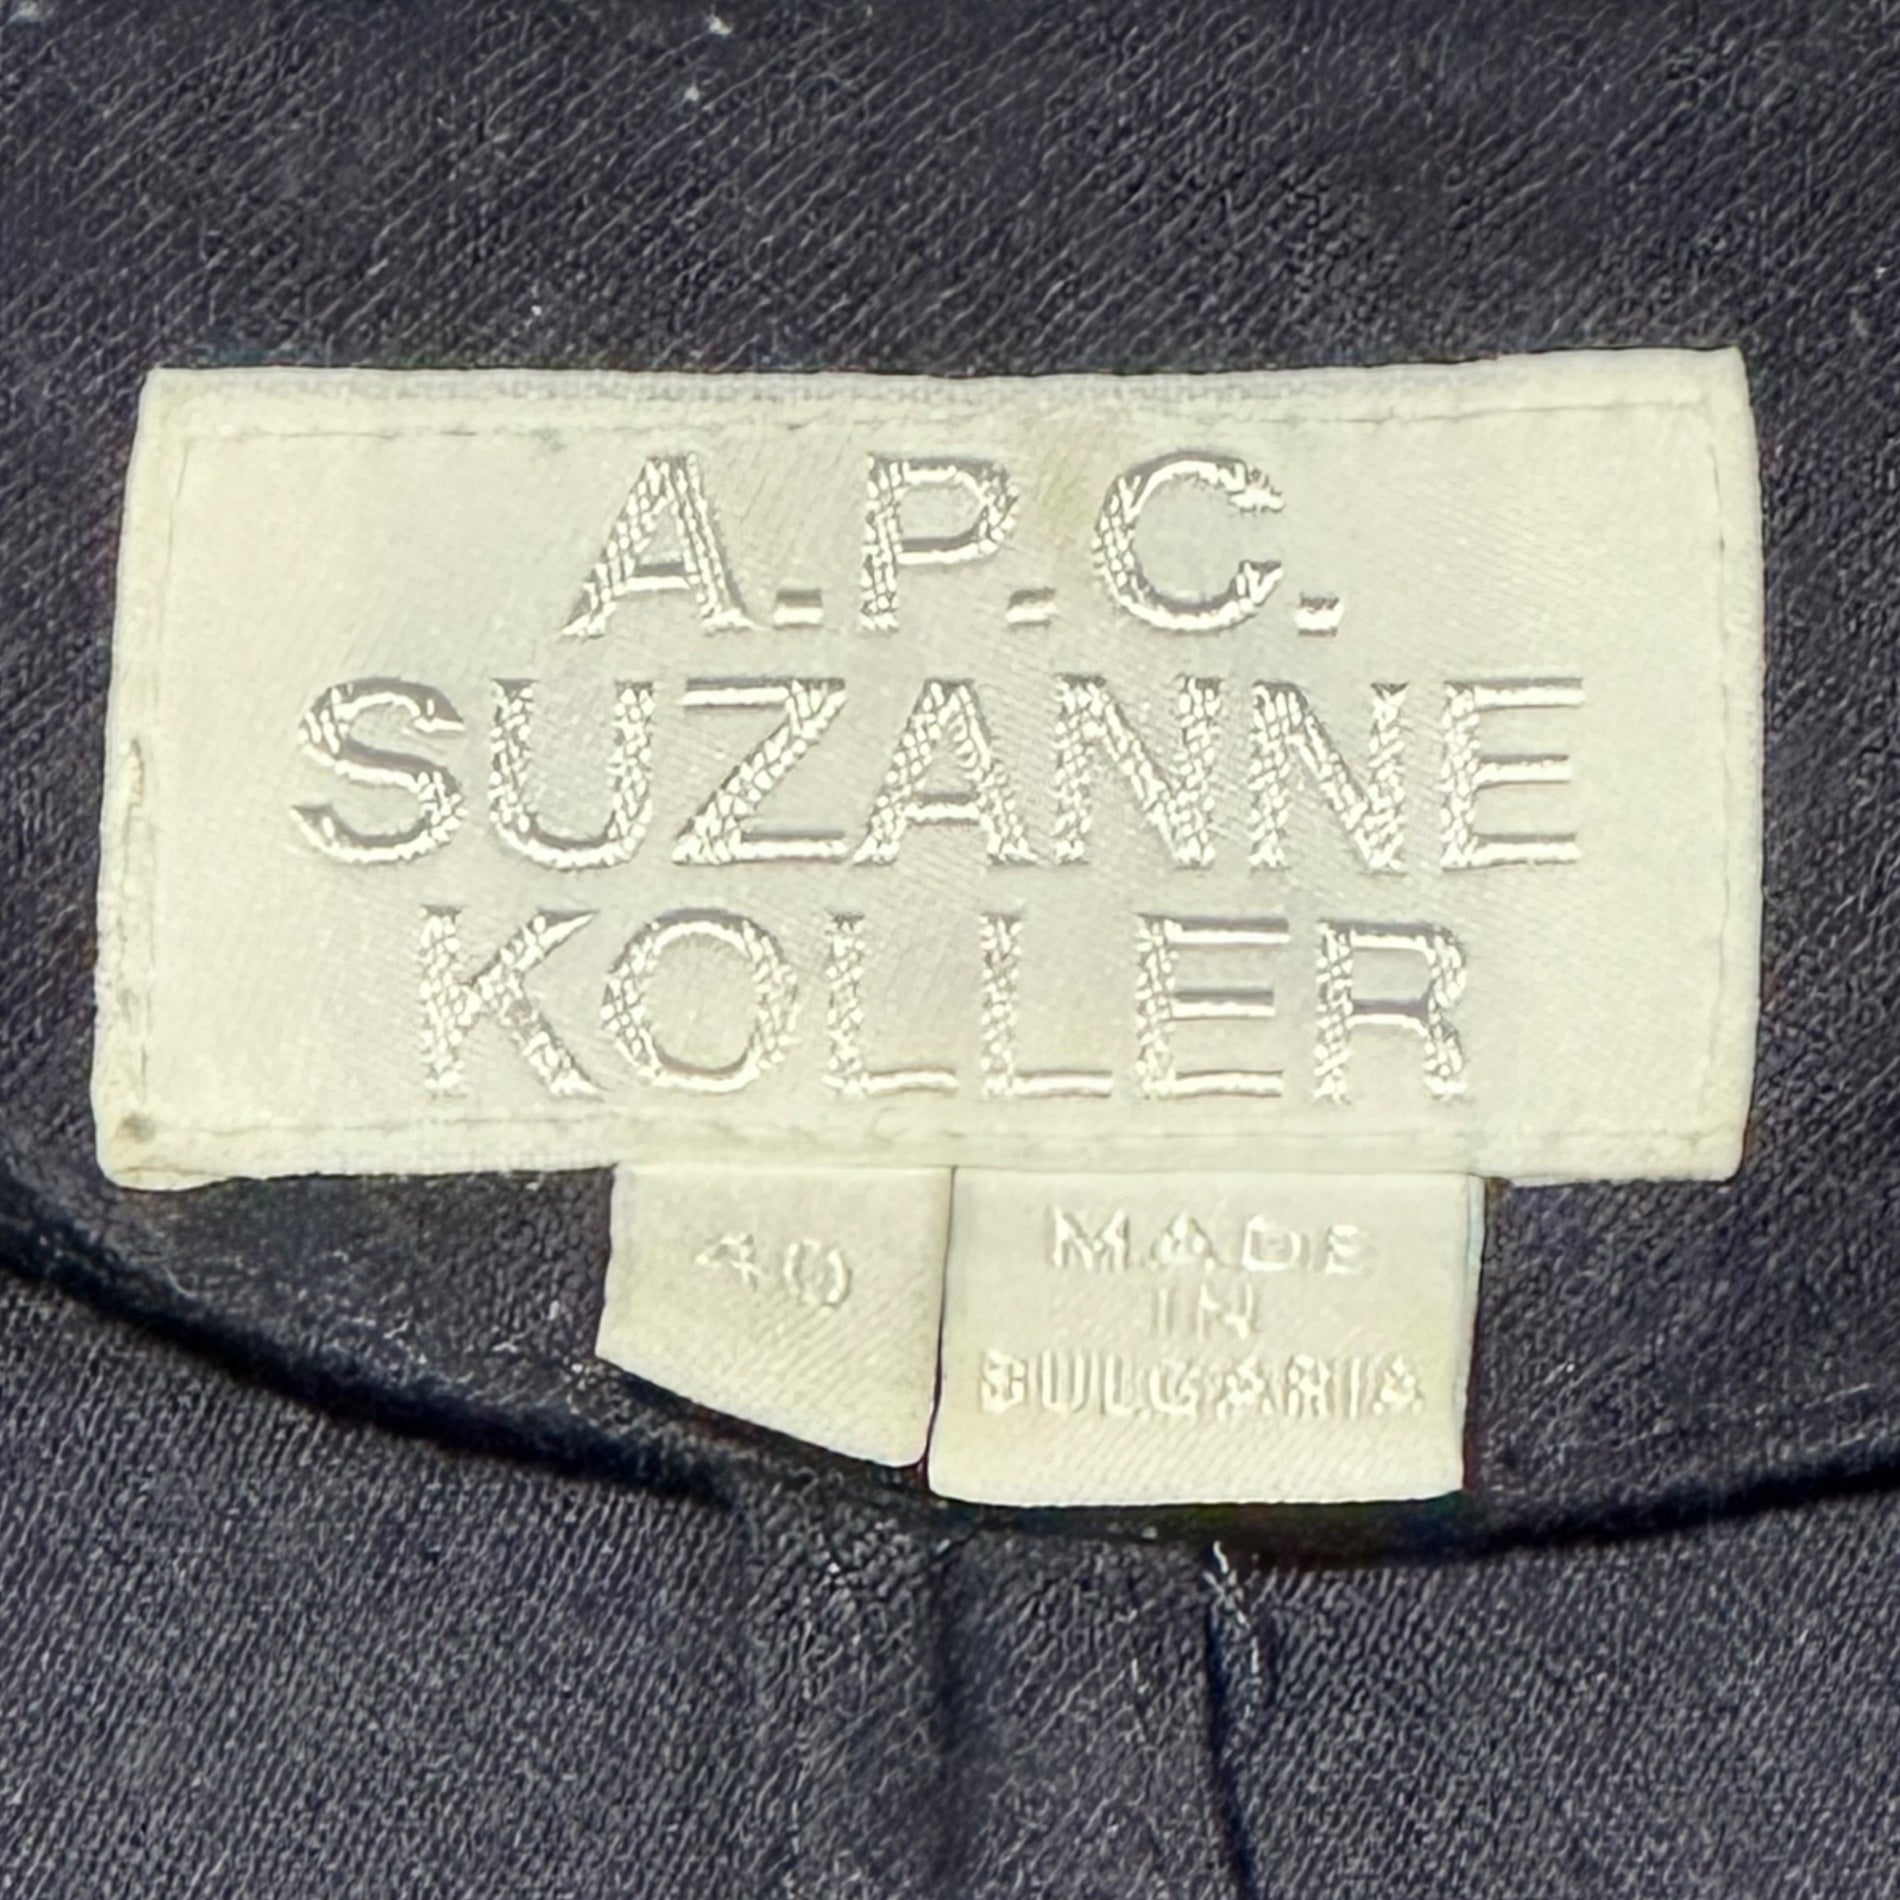 A.P.C.
SUZANNE
KOLLER
40
MADE
IN
BULGARIA